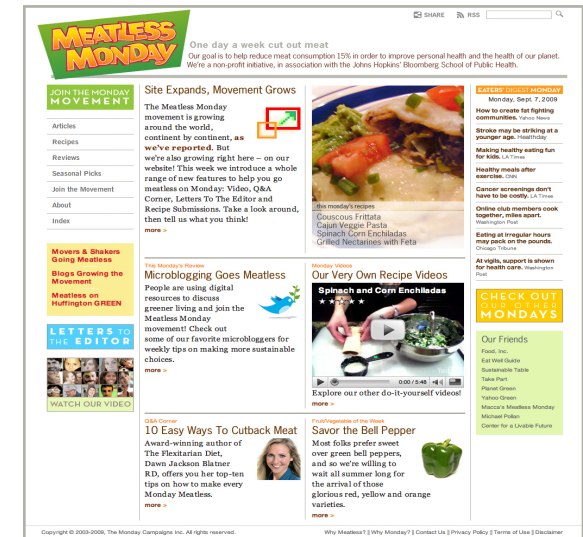 SHARE RSS
MEATLESS
MONDAY
One day a week cut out meat
Our goal is to help reduce meat consumption 15% in order to improve personal health and the health of our planet.
We're a non-profit initiative, in association with the Johns Hopkins' Bloomberg School of Public Health.
JOIN THE MONDAY
MOVEMENT
Articles
Recipes
Reviews
Seasonal Picks
Join the Movement
About
Index
Movers & Shakers
Going Meatless
Blogs Growing the
Movement
Meatless on
Huffington GREEN
LETTERS TO
THE EDITOR
WATCH OUR VIDEO
Site Expands, Movement Grows
The Meatless Monday
movement is growing
around the world,
continent by continent, as
we've reported. But
we're also growing right here – on our
website! This week we introduce a whole
range of new features to help you go
meatless on Monday: Video, Q&A
Corner, Letters To The Editor and
Recipe Submissions. Take a look around,
then tell us what you think!
more >
this monday's recipes
Couscous Frittata
Cajun Veggie Pasta
Spinach Corn Enchiladas
Grilled Nectarines with Feta
This Monday's Review
Microblogging Goes Meatless
People are using digital
resources to discuss
greener living and join the
Meatless Monday
movement! Check out
some of our favorite microbloggers for
weekly tips on making more sustainable
choices.
more >
Monday Videos
Our Very Own Recipe Videos
Spinach and Corn Enchiladas
0:00 / 5:48
Explore our other do-it-yourself videos!
more >
Q&A Corner
10 Easy Ways To Cutback Meat
Award-winning author of
The Flexitarian Diet,
Dawn Jackson Blatner
RD, offers you her top-ten
tips on how to make every
Monday Meatless.
more >
Fruit/Vegetable of the Week
Savor the Bell Pepper
Most folks prefer sweet
over green bell peppers,
and so we're willing to
wait all summer long for
the arrival of those
glorious red, yellow and orange
varieties.
more >
EATERS' DIGEST MONDAY
Monday, Sept. 7, 2009
How to create fat fighting
communities. Yahoo News
Stroke may be striking at a
younger age. Healthday
Making healthy eating fun
for kids. LA Times
Healthy meals after
exercise. CNN
Cancer screenings don't
have to cost. LA Times
Online club members cook
together, miles apart.
Washington Post
Eating at irregular hours
may pack on the pounds.
Chicago Tribune
At vigils, support is shown
for health care. Washington
Post
CHECK OUT
OUR OTHER
MONDAYS
Our Friends
Food, Inc.
Eat Well Guide
Sustainable Table
Take Part
Planet Green
Yahoo Green
Macca's Meatless Monday
Michael Pollan
Center for a Livable Future
Copyright © 2003-2009, The Monday Campaigns Inc. All rights reserved.
Why Meatless? || Why Monday? || Contact Us || Privacy Policy || Terms of Use || Disclaimer